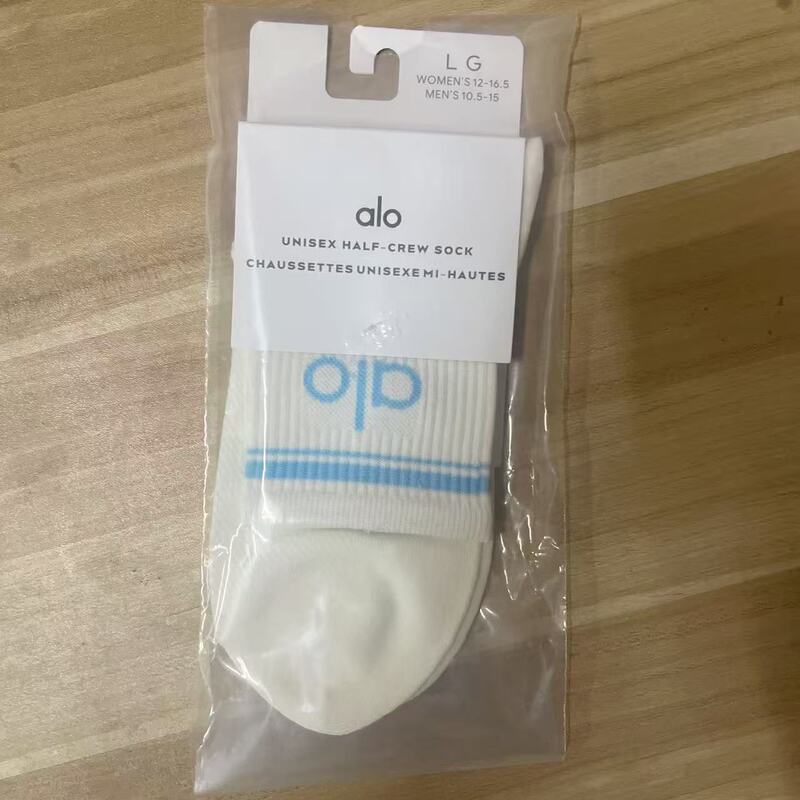 L G
WOMEN'S 12-16.5
MEN'S 10.5-15
alo
UNISEX HALF-CREW SOCK
CHAUSSETTES UNISEXE MI-HAUTES
alo